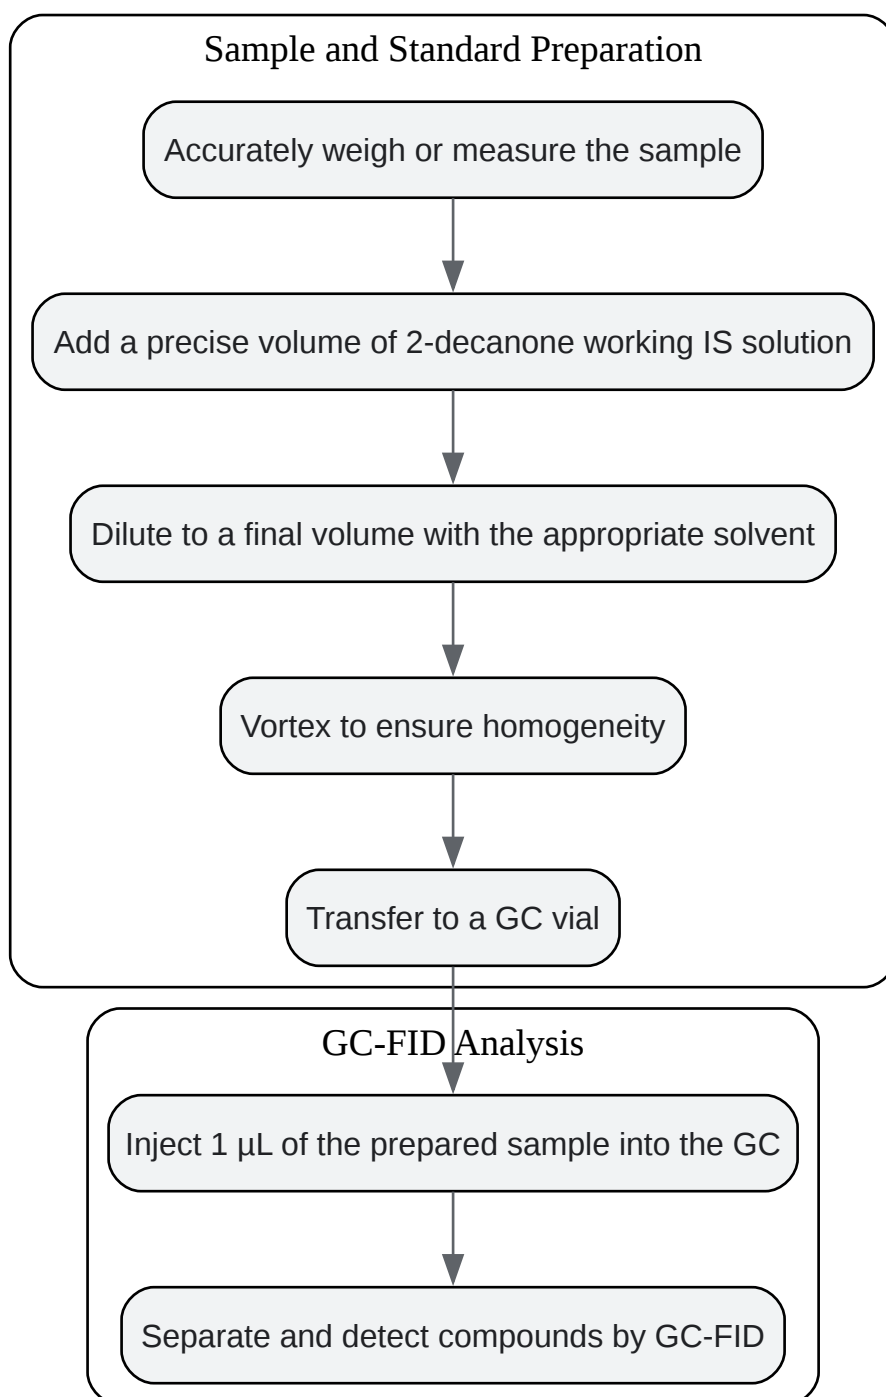 Sample and Standard Preparation
Accurately weigh or measure the sample
Add a precise volume of 2-decanone working IS solution
Dilute to a final volume with the appropriate solvent
Vortex to ensure homogeneity
Transfer to a GC vial
GC-FID Analysis
Inject 1 µL of the prepared sample into the GC
Separate and detect compounds by GC-FID